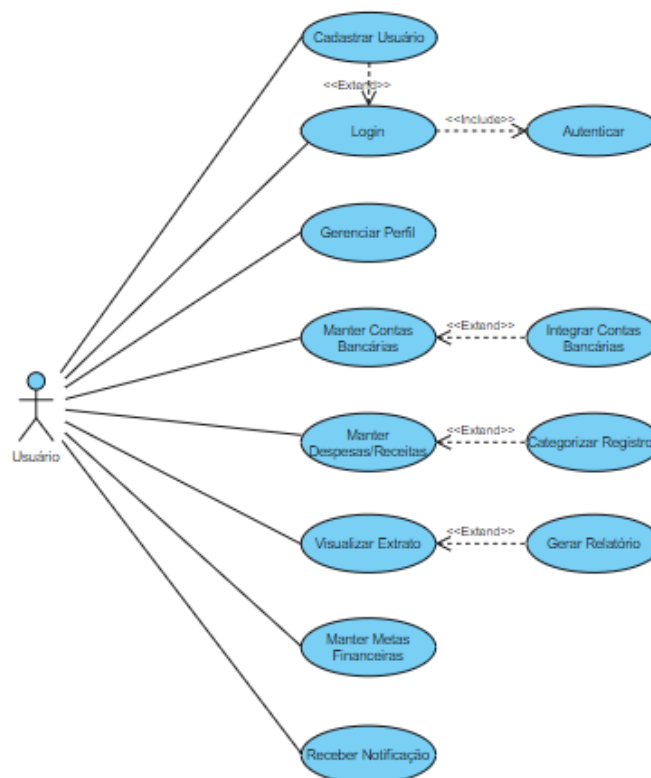 Cadastrar Usuário
<<Extend>>
Login
<<Include>>
Autenticar
Gerenciar Perfil
Manter Contas
Bancárias
<<Extend>>
Integrar Contas
Bancárias
Usuário
Manter
Despesas/Receitas
<<Extend>>
Categorizar Registro
Visualizar Extrato
<<Extend>>
Gerar Relatório
Manter Metas
Financeiras
Receber Notificação